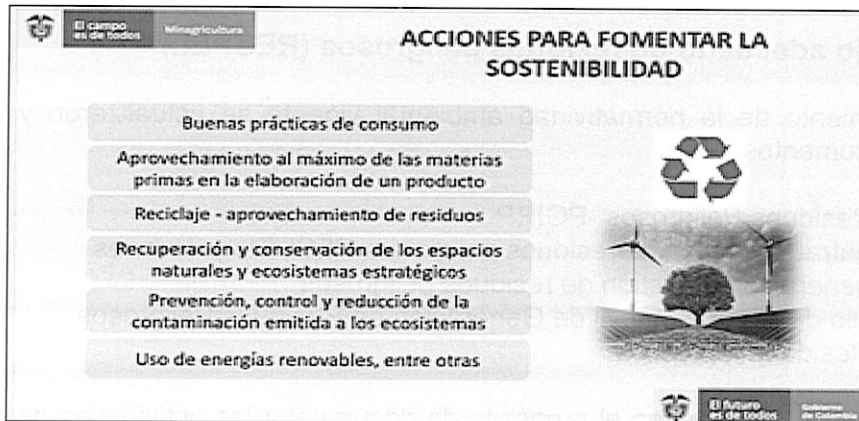 El campo
es de todos
Minagricultura
ACCIONES PARA FOMENTAR LA
SOSTENIBILIDAD
Buenas prácticas de consumo
Aprovechamiento al máximo de las materias
primas en la elaboración de un producto
Reciclaje - aprovechamiento de residuos
Recuperación y conservación de los espacios
naturales y ecosistemas estratégicos
Prevención, control y reducción de la
contaminación emitida a los ecosistemas
Uso de energías renovables, entre otras
El futuro
es de todos
Gobierno
de Colombia